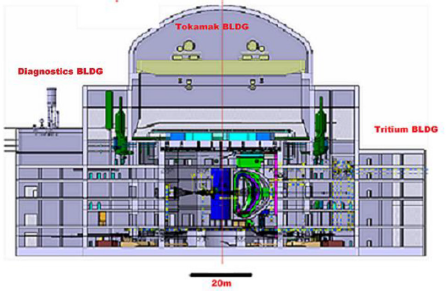 Tokamak BLDG
Diagnostics BLDG
Tritium BLDG
20m